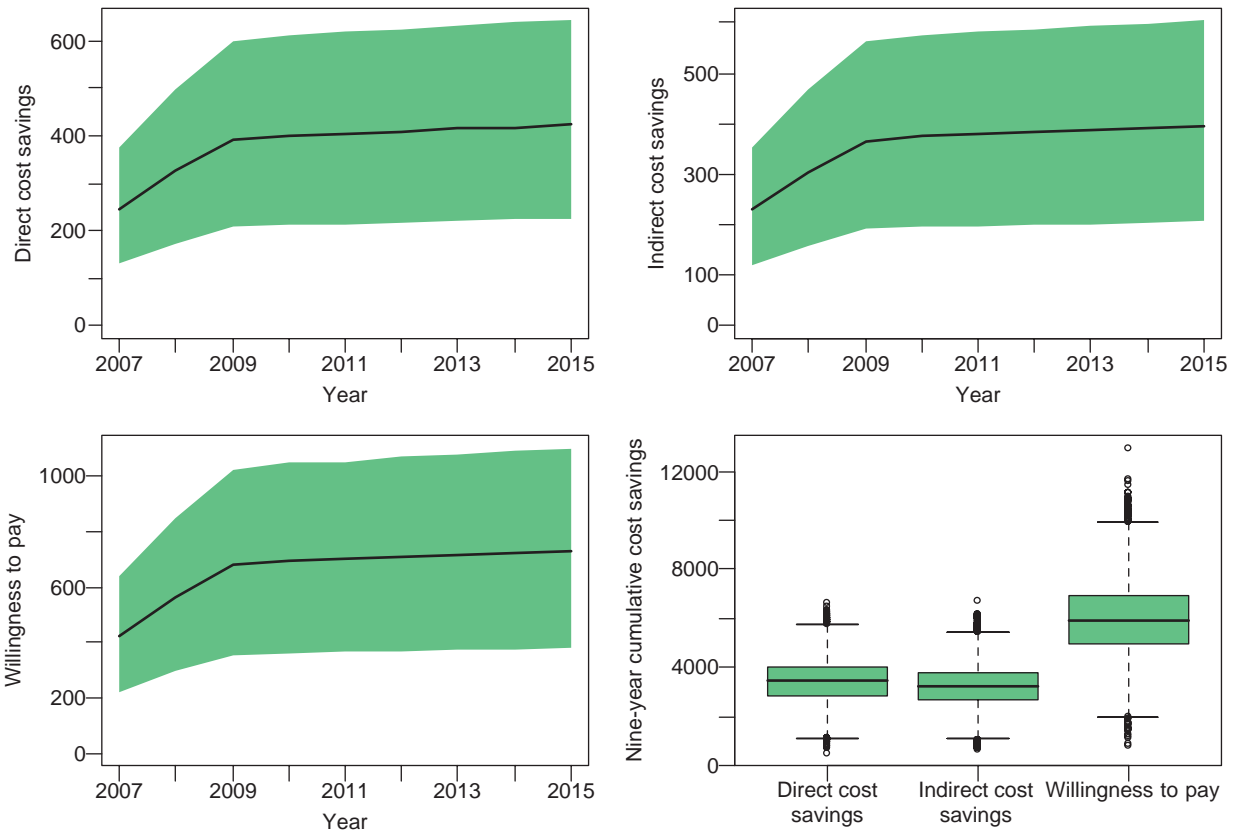 Direct cost savings
600
400
200
0
2007
2009
2011
2013
2015
Year
Indirect cost savings
500
300
100
0
2007
2009
2011
2013
2015
Year
Willingness to pay
1000
600
200
0
2007
2009
2011
2013
2015
Year
Nine-year cumulative cost savings
12000
8000
4000
0
Direct cost
savings
Indirect cost
savings
Willingness to pay